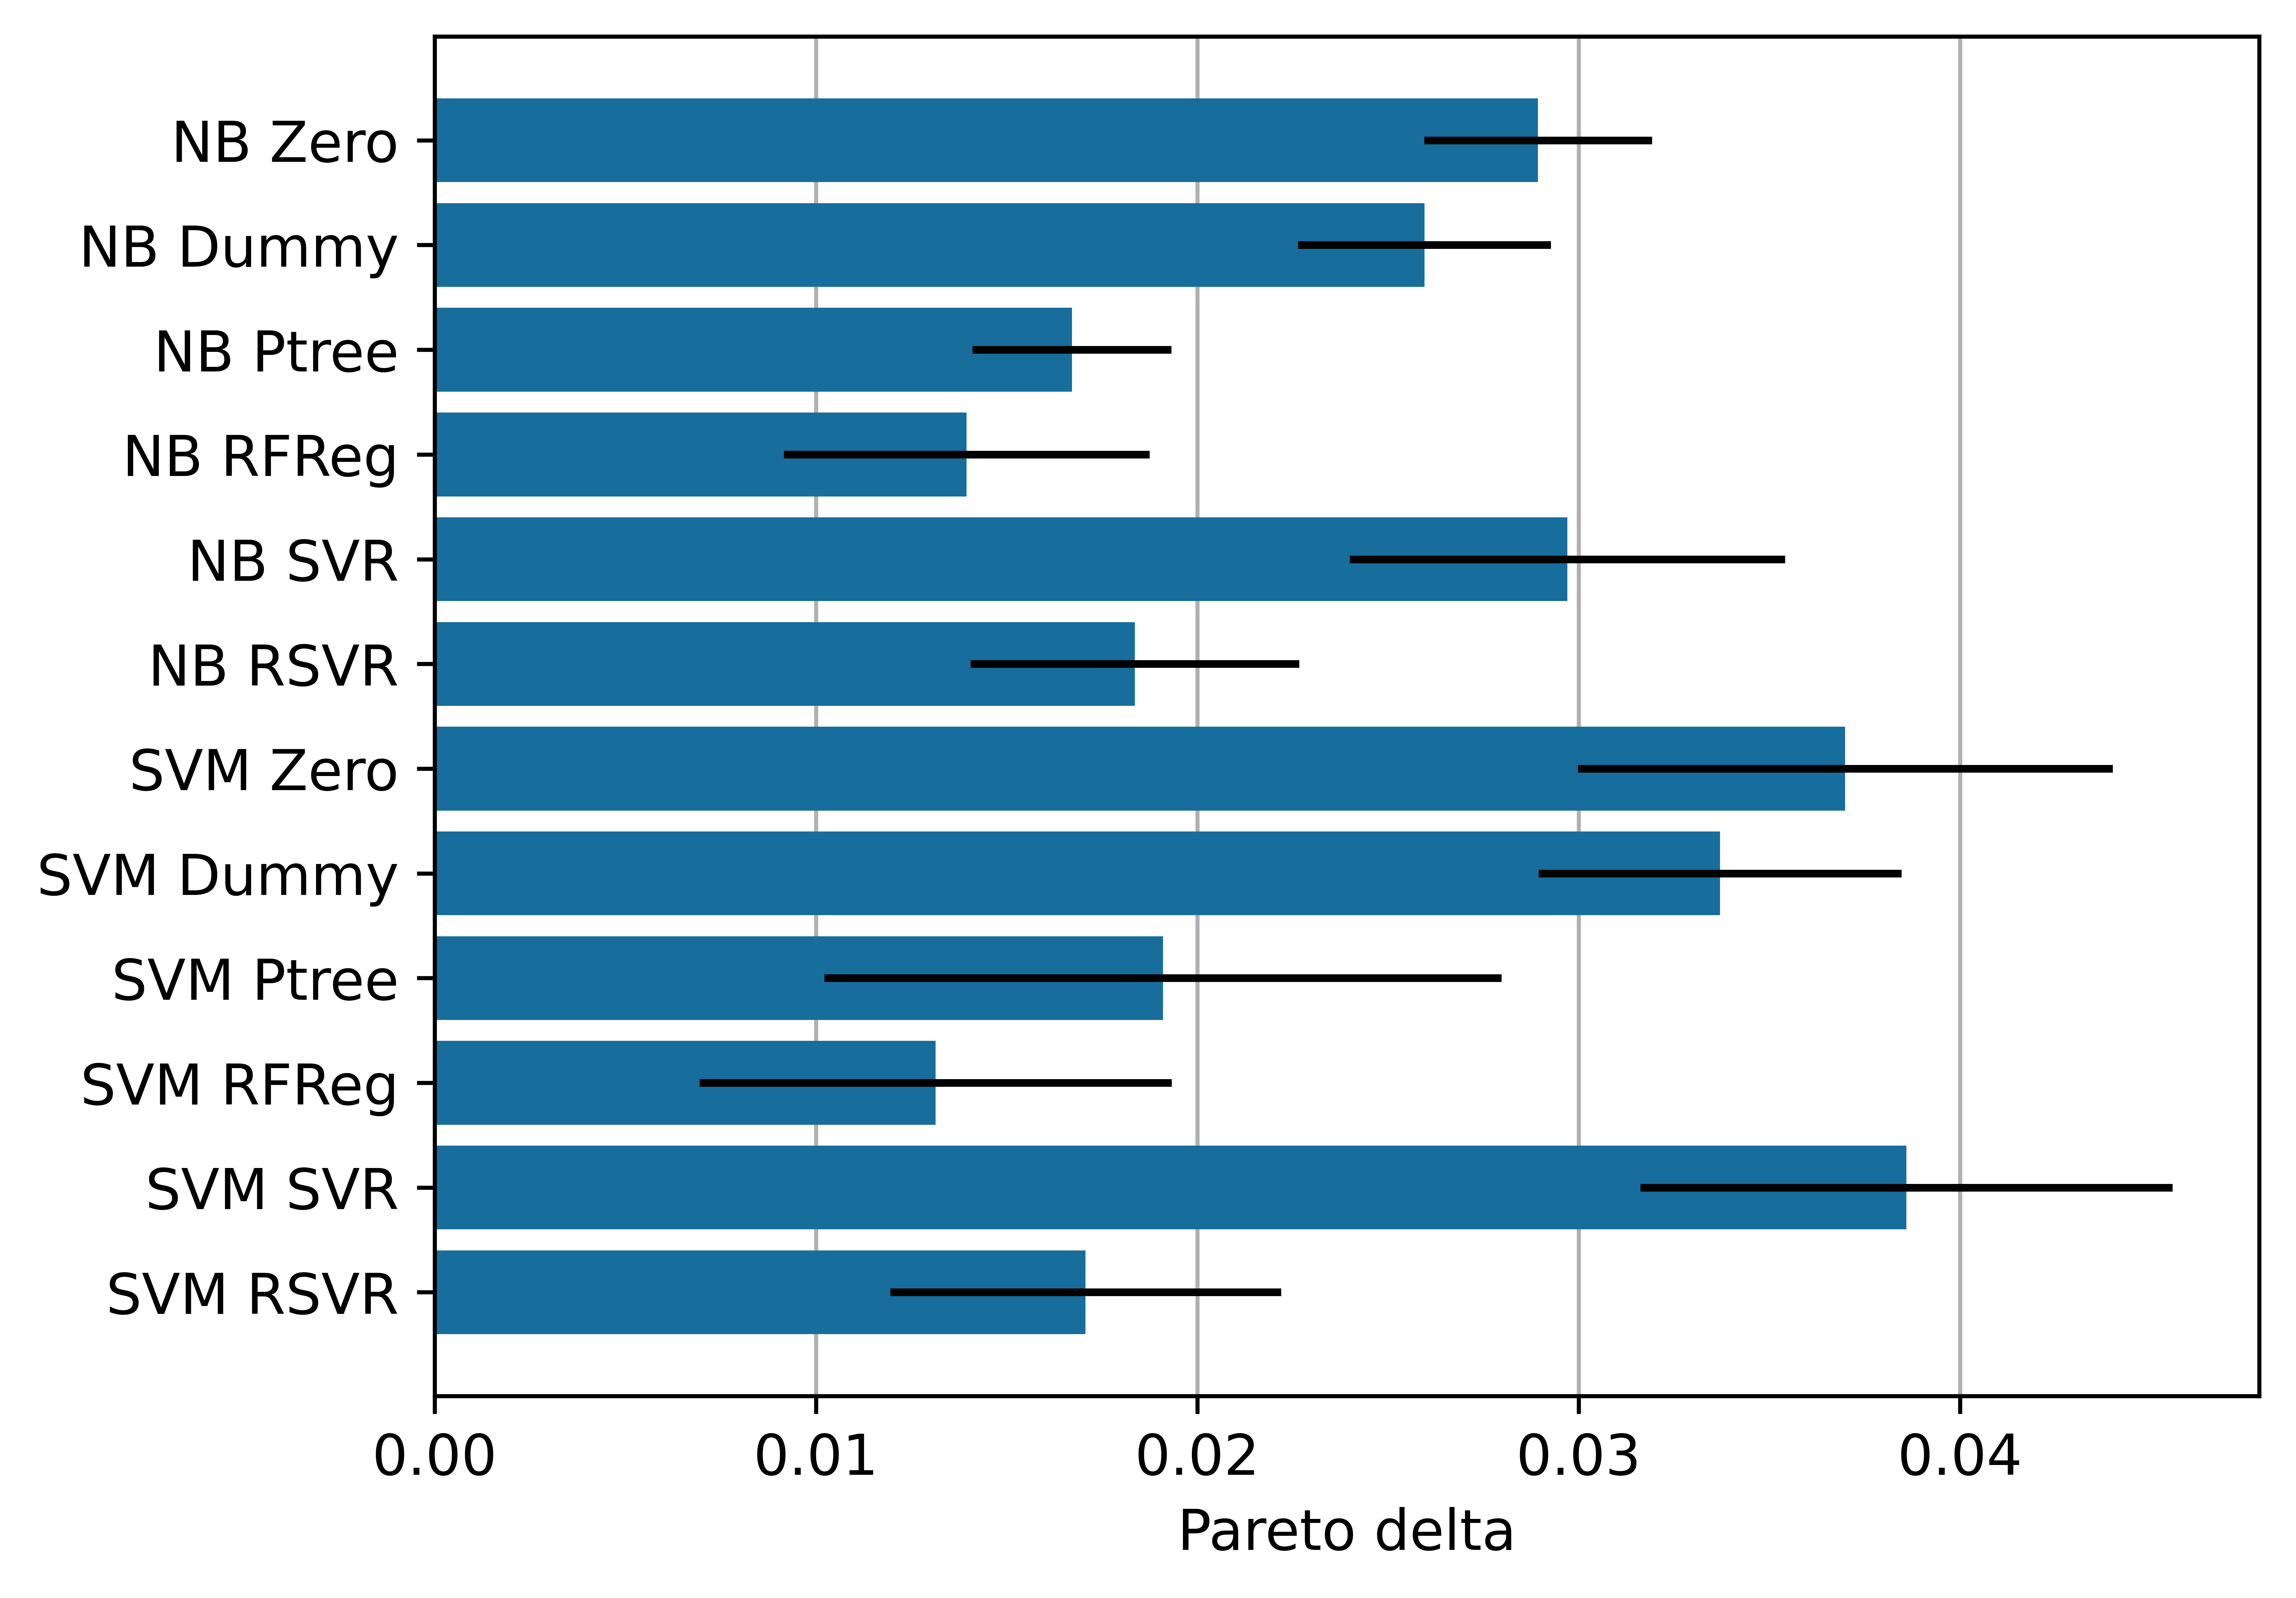 NB Zero
NB Dummy
NB Ptree
NB RFReg
NB SVR
NB RSVR
SVM Zero
SVM Dummy
SVM Ptree
SVM RFReg
SVM SVR
SVM RSVR
0.00 0.01 0.02 0.03 0.04
Pareto delta